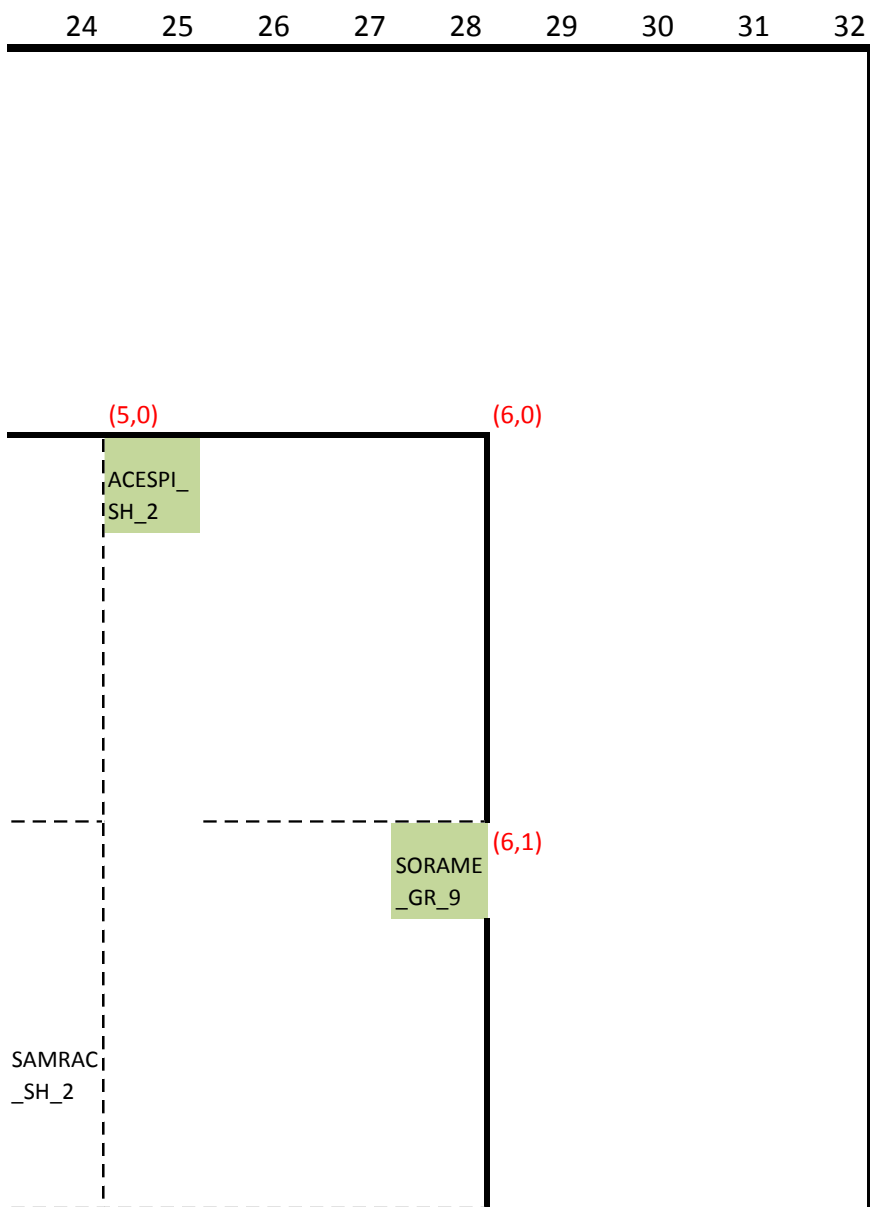 24 25 26 27 28 29 30 31 32
(5,0) (6,0)
ACESPI_
SH_2
(6,1)
SORAME
_GR_9
SAMRAC
_SH_2